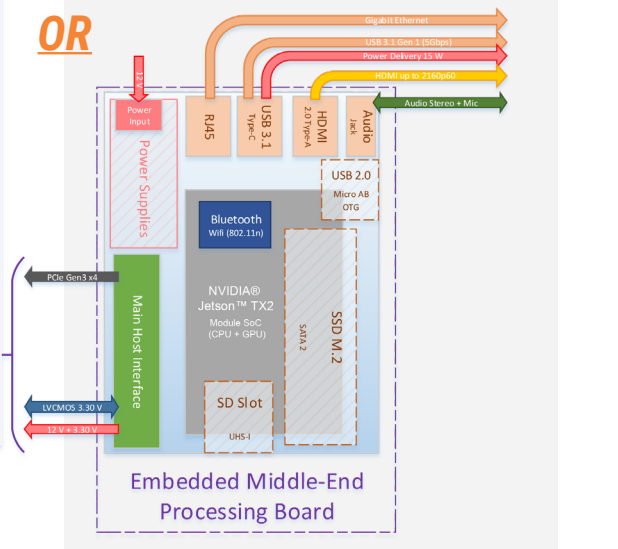 OR
Gigabit Ethernet
USB 3.1 Gen 1 (5Gbps)
Power Delivery 15 W
HDMI up to 2160p60
Audio Stereo + Mic
12 V
Power
Input
Power Supplies
RJ45
USB 3.1
Type-C
HDMI
2.0 Type-A
Audio
Jack
USB 2.0
Micro AB
OTG
Bluetooth
Wifi (802.11n)
NVIDIA®
Jetson™ TX2
Module SoC
(CPU + GPU)
SSD M.2
SATA 2
SD Slot
UHS-I
PCIe Gen3 x4
Main Host Interface
LVCMOS 3.30 V
12 V + 3.30 V
Embedded Middle-End
Processing Board